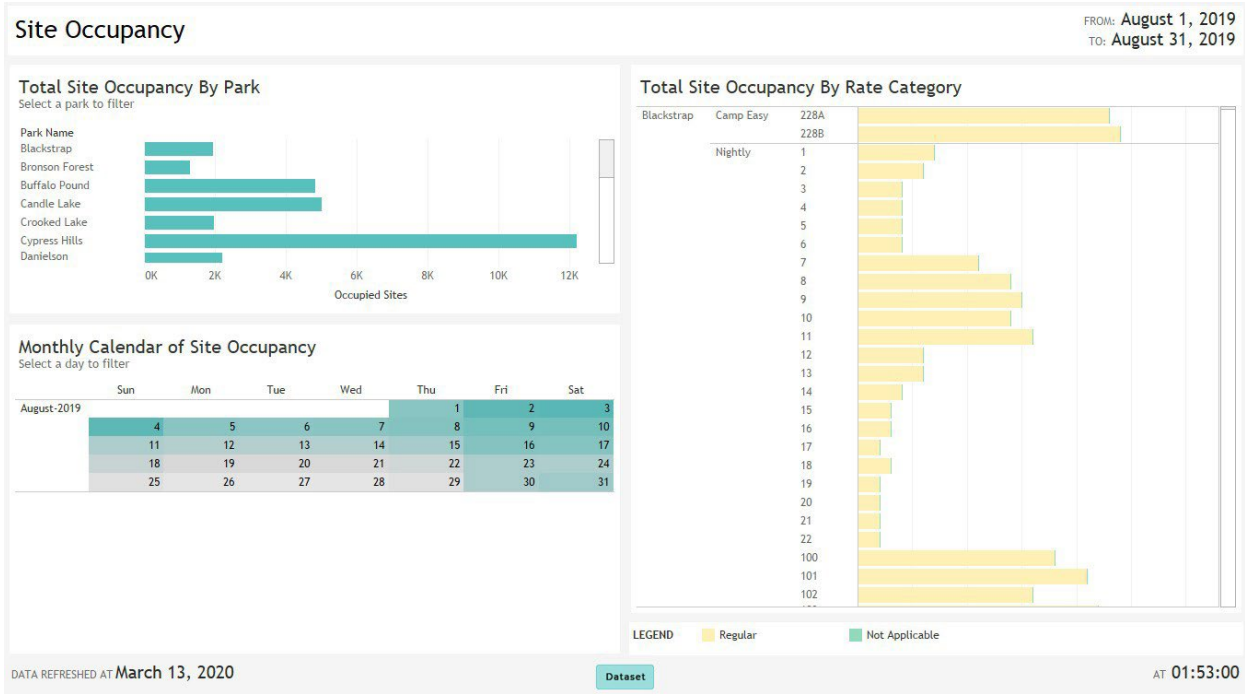 Site Occupancy
FROM: August 1, 2019
TO: August 31, 2019
Total Site Occupancy By Park
Select a park to filter
Park Name
Blackstrap
Bronson Forest
Buffalo Pound
Candle Lake
Crooked Lake
Cypress Hills
Danielson
0K 2K 4K 6K 8K 10K 12K
Occupied Sites
Monthly Calendar of Site Occupancy
Select a day to filter
Sun Mon Tue Wed Thu Fri Sat
August-2019 1 2 3
4 5 6 7 8 9 10
11 12 13 14 15 16 17
18 19 20 21 22 23 24
25 26 27 28 29 30 31
Total Site Occupancy By Rate Category
Blackstrap Camp Easy 228A
228B
Nightly 1
2
3
4
5
6
7
8
9
10
11
12
13
14
15
16
17
18
19
20
21
22
100
101
102
LEGEND Regular Not Applicable
DATA REFRESHED AT March 13, 2020
Dataset
AT 01:53:00